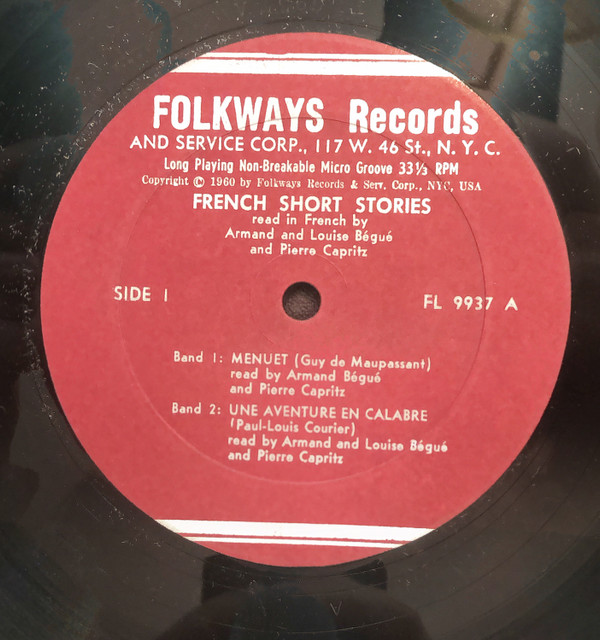 FOLKWAYS Records
AND SERVICE CORP., 117 W. 46 St., N. Y. C.
Long Playing Non-Breakable Micro Groove 33⅓ RPM
Copyright Ⓒ 1960 by Folkways Records & Serv. Corp., NYC, USA
FRENCH SHORT STORIES
read in French by
Armand and Louise Bégué
and Pierre Capritz
SIDE I
FL 9937 A
Band 1: MENUET (Guy de Maupassant)
read by Armand Bégué
and Pierre Capritz
Band 2: UNE AVENTURE EN CALABRE
(Paul-Louis Courier)
read by Armand and Louise Bégué
and Pierre Capritz